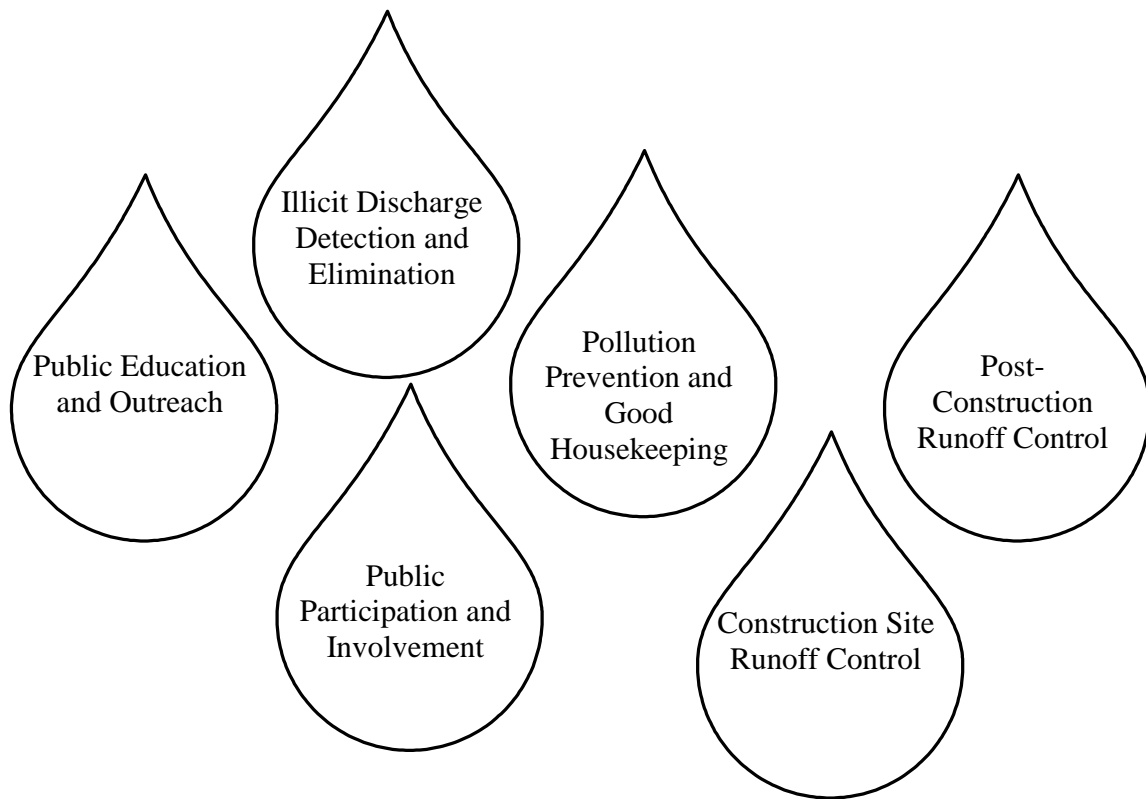 Illicit Discharge
Detection and
Elimination
Public Education
and Outreach
Pollution
Prevention and
Good
Housekeeping
Post-
Construction
Runoff Control
Public
Participation and
Involvement
Construction Site
Runoff Control